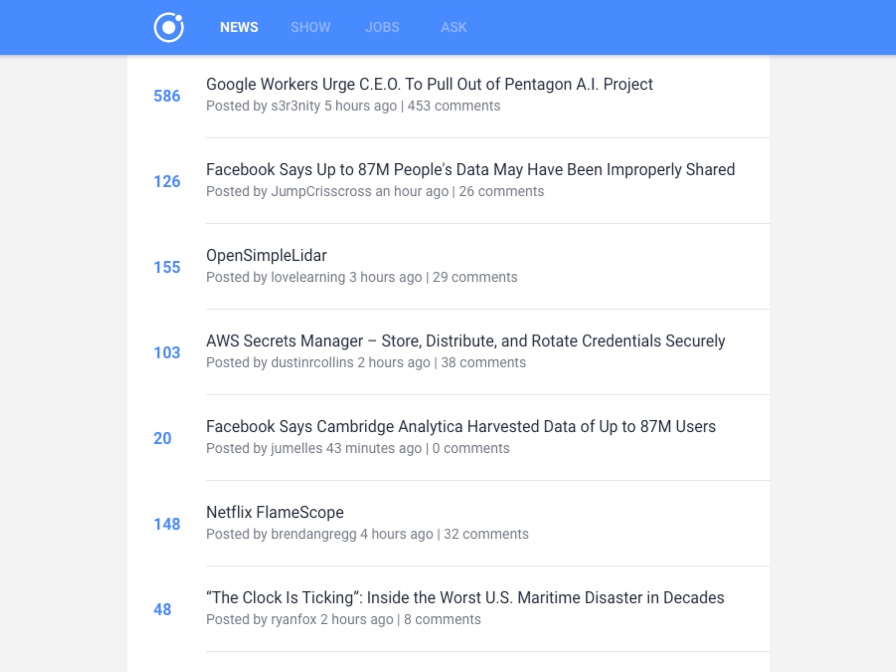 NEWS SHOW JOBS ASK
586 Google Workers Urge C.E.O. To Pull Out of Pentagon A.I. Project
Posted by s3r3nity 5 hours ago | 453 comments
126 Facebook Says Up to 87M People's Data May Have Been Improperly Shared
Posted by JumpCrisscross an hour ago | 26 comments
155 OpenSimpleLidar
Posted by lovelearning 3 hours ago | 29 comments
103 AWS Secrets Manager – Store, Distribute, and Rotate Credentials Securely
Posted by dustinrcollins 2 hours ago | 38 comments
20 Facebook Says Cambridge Analytica Harvested Data of Up to 87M Users
Posted by jumelles 43 minutes ago | 0 comments
148 Netflix FlameScope
Posted by brendangregg 4 hours ago | 32 comments
48 “The Clock Is Ticking”: Inside the Worst U.S. Maritime Disaster in Decades
Posted by ryanfox 2 hours ago | 8 comments